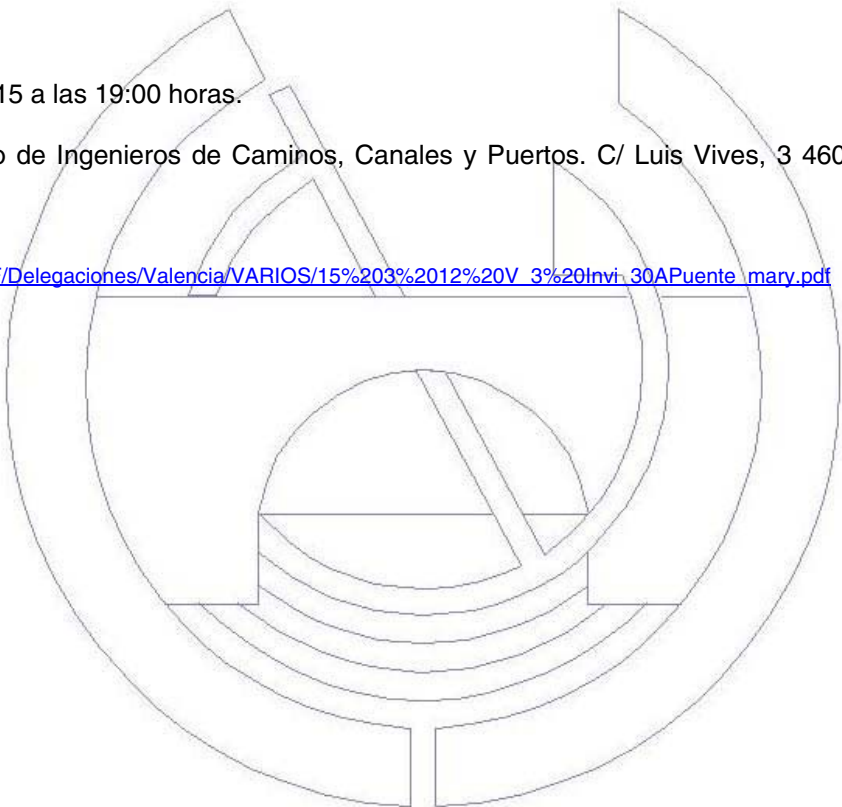 15 a las 19:00 horas.
o de Ingenieros de Caminos, Canales y Puertos. C/ Luis Vives, 3 460
/Delegaciones/Valencia/VARIOS/15%203%2012%20V_3%20Invi_30APuente_mary.pdf